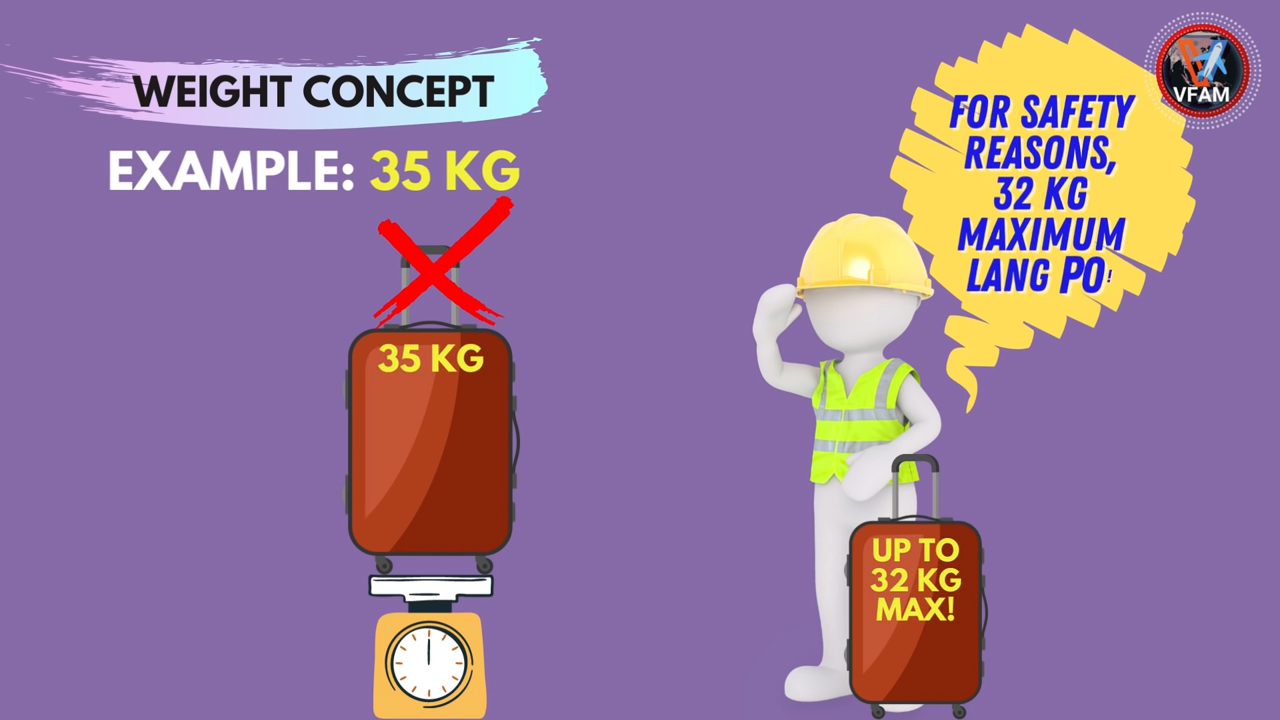 WEIGHT CONCEPT
EXAMPLE: 35 KG
35 KG
FOR SAFETY
REASONS,
32 KG
MAXIMUM
LANG PO!
VFAM
UP TO
32 KG
MAX!